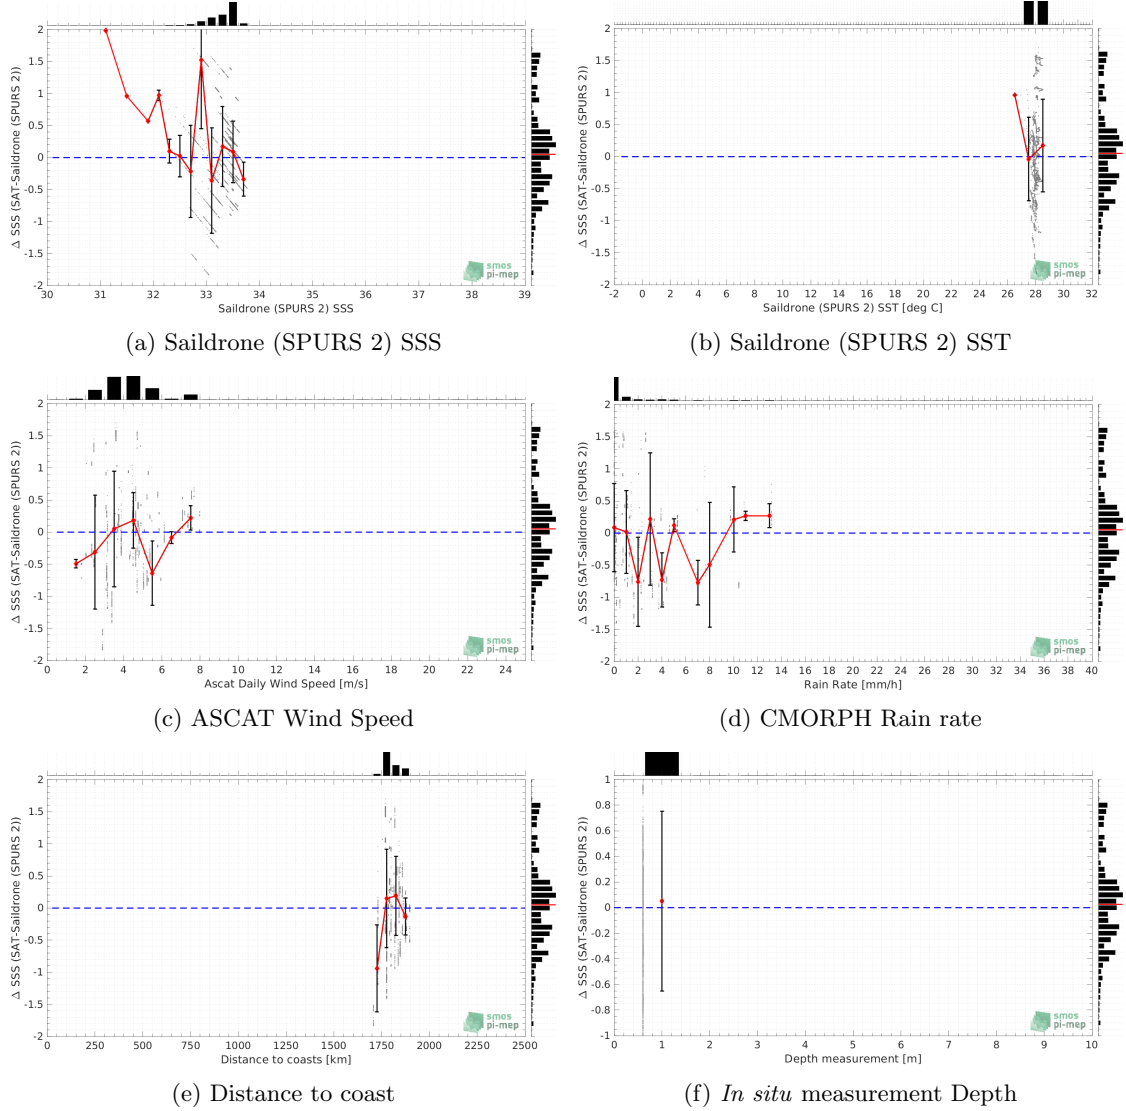 Δ SSS (SAT-Saildrone (SPURS 2))
2
1.5
1
0.5
0
-0.5
-1
-1.5
-2
30 31 32 33 34 35 36 37 38 39
Saildrone (SPURS 2) SSS
smos
pi-mep
(a) Saildrone (SPURS 2) SSS
Δ SSS (SAT-Saildrone (SPURS 2))
2
1.5
1
0.5
0
-0.5
-1
-1.5
-2
-2 0 2 4 6 8 10 12 14 16 18 20 22 24 26 28 30 32
Saildrone (SPURS 2) SST [deg C]
smos
pi-mep
(b) Saildrone (SPURS 2) SST
Δ SSS (SAT-Saildrone (SPURS 2))
2
1.5
1
0.5
0
-0.5
-1
-1.5
-2
2 4 6 8 10 12 14 16 18 20 22 24
Ascat Daily Wind Speed [m/s]
smos
pi-mep
(c) ASCAT Wind Speed
Δ SSS (SAT-Saildrone (SPURS 2))
2
1.5
1
0.5
0
-0.5
-1
-1.5
-2
0 2 4 6 8 10 12 14 16 18 20 22 24 26 28 30 32 34 36 38 40
Rain Rate [mm/h]
smos
pi-mep
(d) CMORPH Rain rate
Δ SSS (SAT-Saildrone (SPURS 2))
2
1.5
1
0.5
0
-0.5
-1
-1.5
-2
0 250 500 750 1000 1250 1500 1750 2000 2250 2500
Distance to coasts [km]
smos
pi-mep
(e) Distance to coast
Δ SSS (SAT-Saildrone (SPURS 2))
1
0.8
0.6
0.4
0.2
0
-0.2
-0.4
-0.6
-0.8
-1
0 1 2 3 4 5 6 7 8 9 10
Depth measurement [m]
smos
pi-mep
(f) In situ measurement Depth